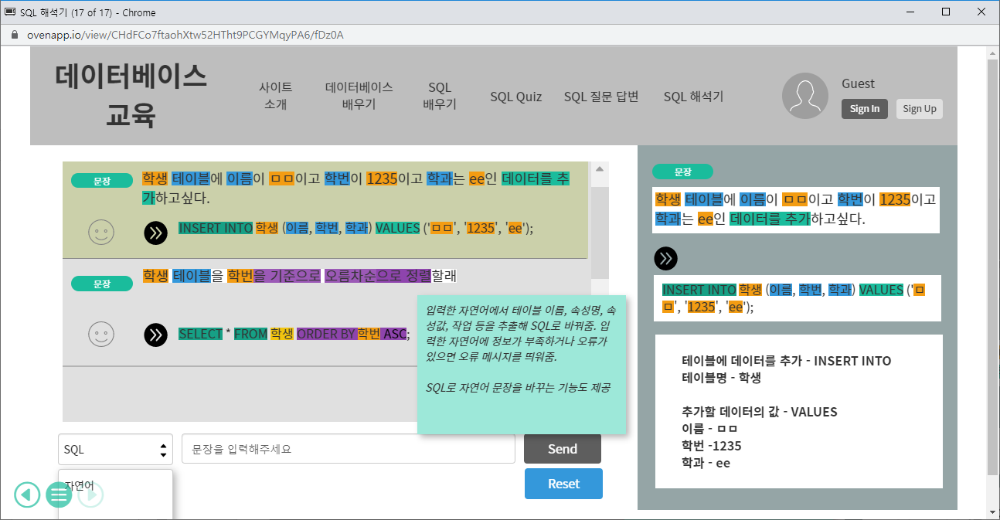 SQL 해석기 (17 of 17) - Chrome
ovenapp.io/view/CHdFCo7ftaohXtw52HTht9PCGYMqyPA6/fDz0A
데이터베이스
교육
사이트
소개
데이터베이스
배우기
SQL
배우기
SQL Quiz
SQL 질문 답변
SQL 해석기
Guest
Sign In
Sign Up
문장
학생 테이블에 이름이 ㅁㅁ이고 학번이 1235이고 학과는 ee인 데이터를 추
가하고싶다.
INSERT INTO 학생 (이름, 학번, 학과) VALUES ('ㅁㅁ', '1235', 'ee');
문장
학생 테이블을 학번을 기준으로 오름차순으로 정렬할래
SELECT * FROM 학생 ORDER BY 학번 ASC;
입력한 자연어에서 테이블 이름, 속성명, 속
성값, 작업 등을 추출해 SQL로 바꿔줌. 입
력한 자연어에 정보가 부족하거나 오류가
있으면 오류 메시지를 띄워줌.
SQL로 자연어 문장을 바꾸는 기능도 제공
SQL
문장을 입력해주세요
Send
자연어
Reset
문장
학생 테이블에 이름이 ㅁㅁ이고 학번이 1235이고
학과는 ee인 데이터를 추가하고싶다.
INSERT INTO 학생 (이름, 학번, 학과) VALUES ('ㅁ
ㅁ', '1235', 'ee');
테이블에 데이터를 추가 - INSERT INTO
테이블명 - 학생
추가할 데이터의 값 - VALUES
이름 - ㅁㅁ
학번 -1235
학과 - ee